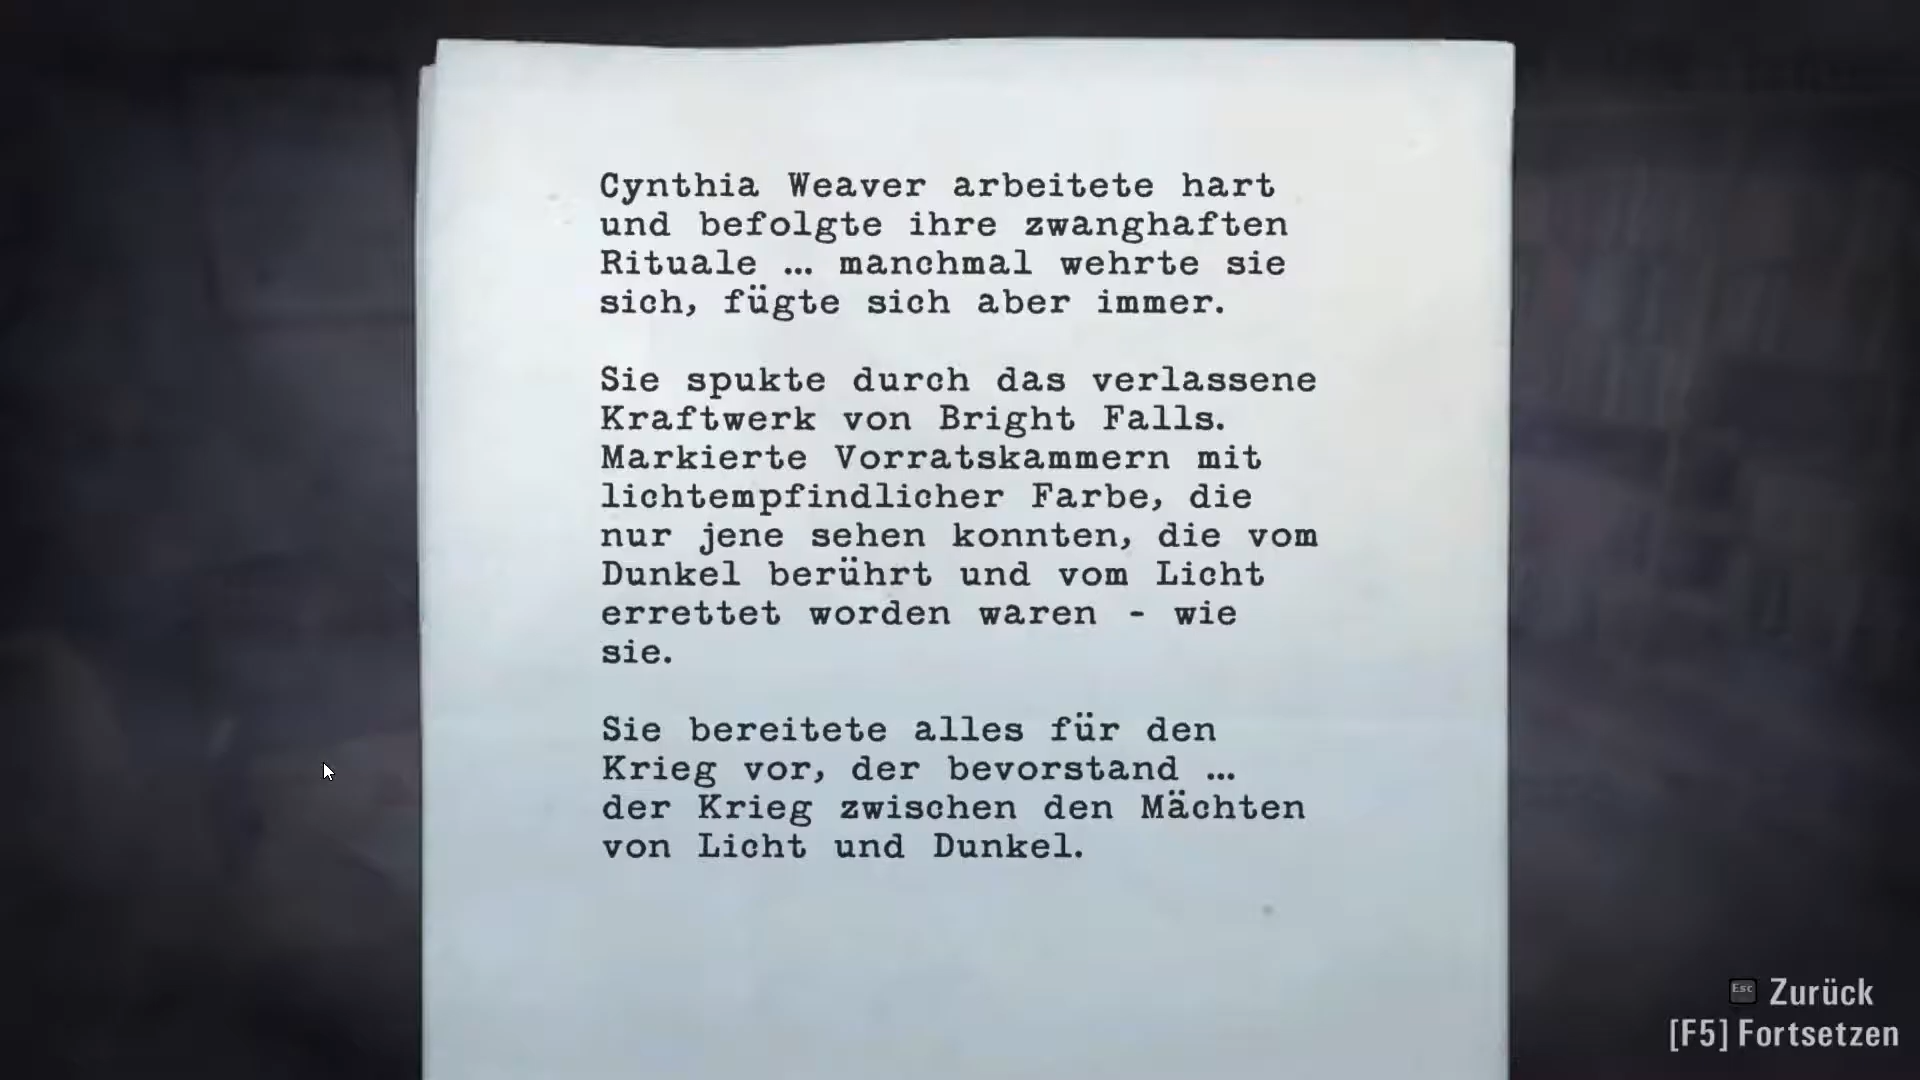 Cynthia Weaver arbeitete hart
und befolgte ihre zwanghaften
Rituale ... manchmal wehrte sie
sich, fügte sich aber immer.
Sie spukte durch das verlassene
Kraftwerk von Bright Falls.
Markierte Vorratskammern mit
lichtempfindlicher Farbe, die
nur jene sehen konnten, die vom
Dunkel berührt und vom Licht
errettet worden waren - wie
sie.
Sie bereitete alles für den
Krieg vor, der bevorstand ...
der Krieg zwischen den Mächten
von Licht und Dunkel.
Esc Zurück
[F5] Fortsetzen